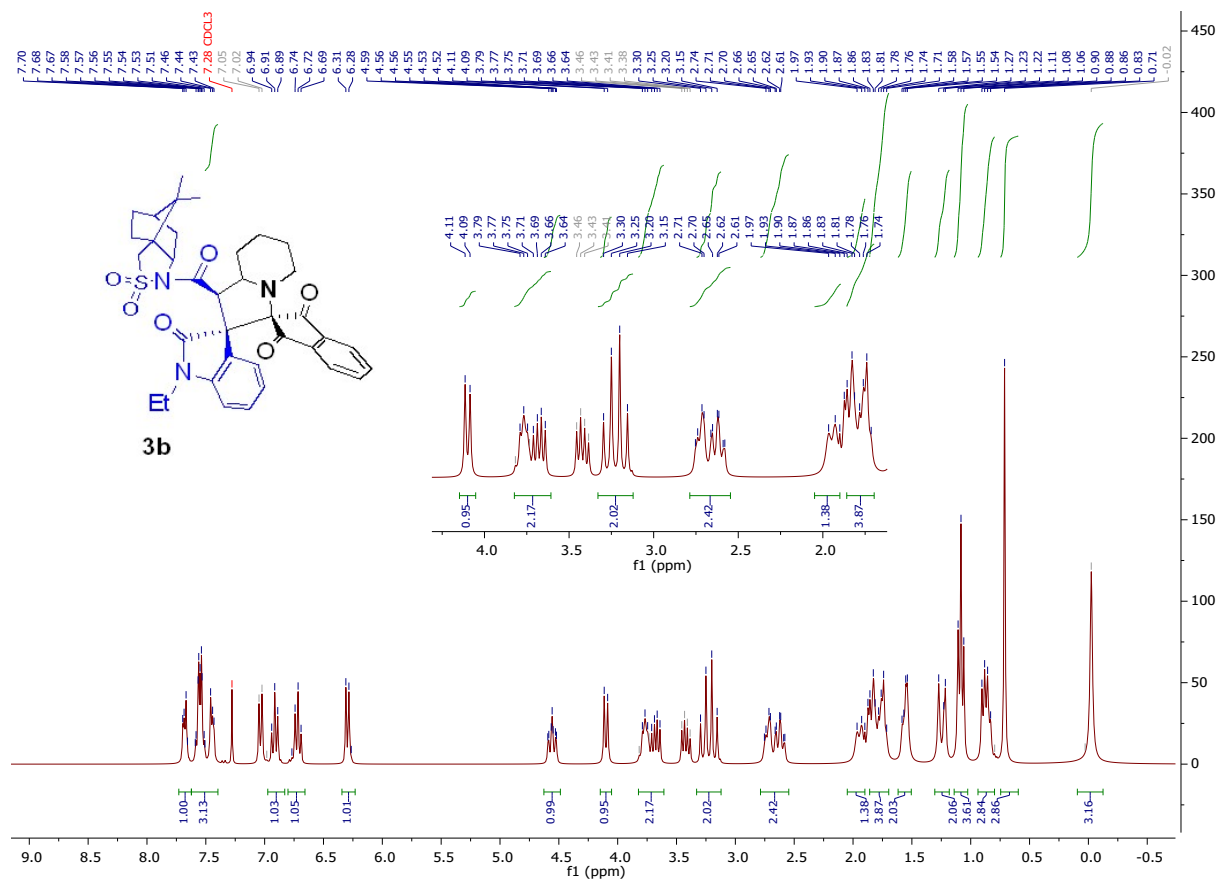 7.70 7.68 7.67 7.58 7.57 7.56 7.55 7.54 7.53 7.51 7.46 7.44 7.43 7.28 CDCL3 7.05 7.02 6.94 6.91 6.89 6.74 6.72 6.69 6.31 6.28 4.59 4.56 4.56 4.55 4.53 4.52 4.11 4.09 3.79 3.77 3.75 3.71 3.69 3.66 3.64 3.46 3.43 3.41 3.38 3.30 3.25 3.20 3.15 2.74 2.71 2.70 2.66 2.65 2.62 2.61 1.97 1.93 1.90 1.87 1.86 1.83 1.81 1.78 1.76 1.74 1.71 1.58 1.57 1.55 1.54 1.27 1.23 1.22 1.11 1.08 1.06 0.90 0.88 0.86 0.83 0.71 -0.02
4.11 4.09 3.79 3.77 3.75 3.71 3.69 3.66 3.64 3.46 3.43 3.41 3.30 3.25 3.20 3.15 2.71 2.70 2.65 2.62 2.61 1.97 1.93 1.90 1.87 1.86 1.83 1.81 1.78 1.76 1.74
O
S
N
O
O
N
O
O
O
N
Et
3b
0.95 2.17 2.02 2.42 1.38 3.87
4.0 3.5 3.0 2.5 2.0
f1 (ppm)
450
400
350
300
250
200
150
100
50
0
1.00 3.13 1.03 1.05 1.01 0.99 0.95 2.17 2.02 2.42 1.38 3.87 2.03 2.06 3.61 2.84 2.86 3.16
9.0 8.5 8.0 7.5 7.0 6.5 6.0 5.5 5.0 4.5 4.0 3.5 3.0 2.5 2.0 1.5 1.0 0.5 0.0 -0.5
f1 (ppm)